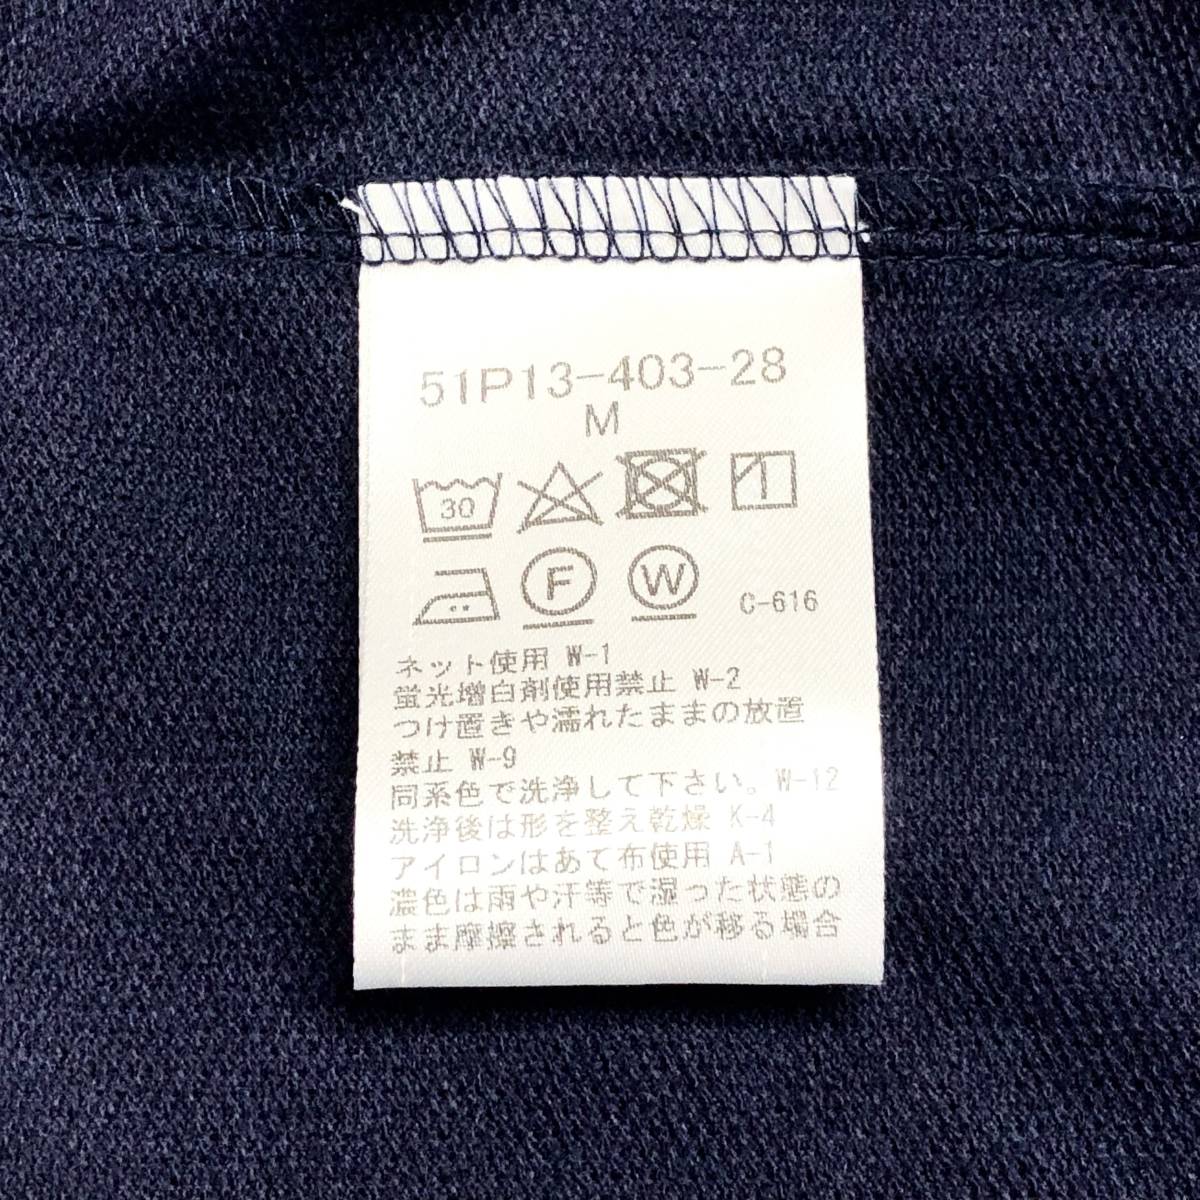 51P13-403-28
M
30
F W C-616
ネット使用 W-1
蛍光増白剤使用禁止 W-2
つけ置きや濡れたままの放置
禁止 W-9
同系色で洗浄して下さい。W-12
洗浄後は形を整え乾燥 K-4
アイロンはあて布使用 A-1
濃色は雨や汗等で湿った状態の
まま摩擦されると色が移る場合